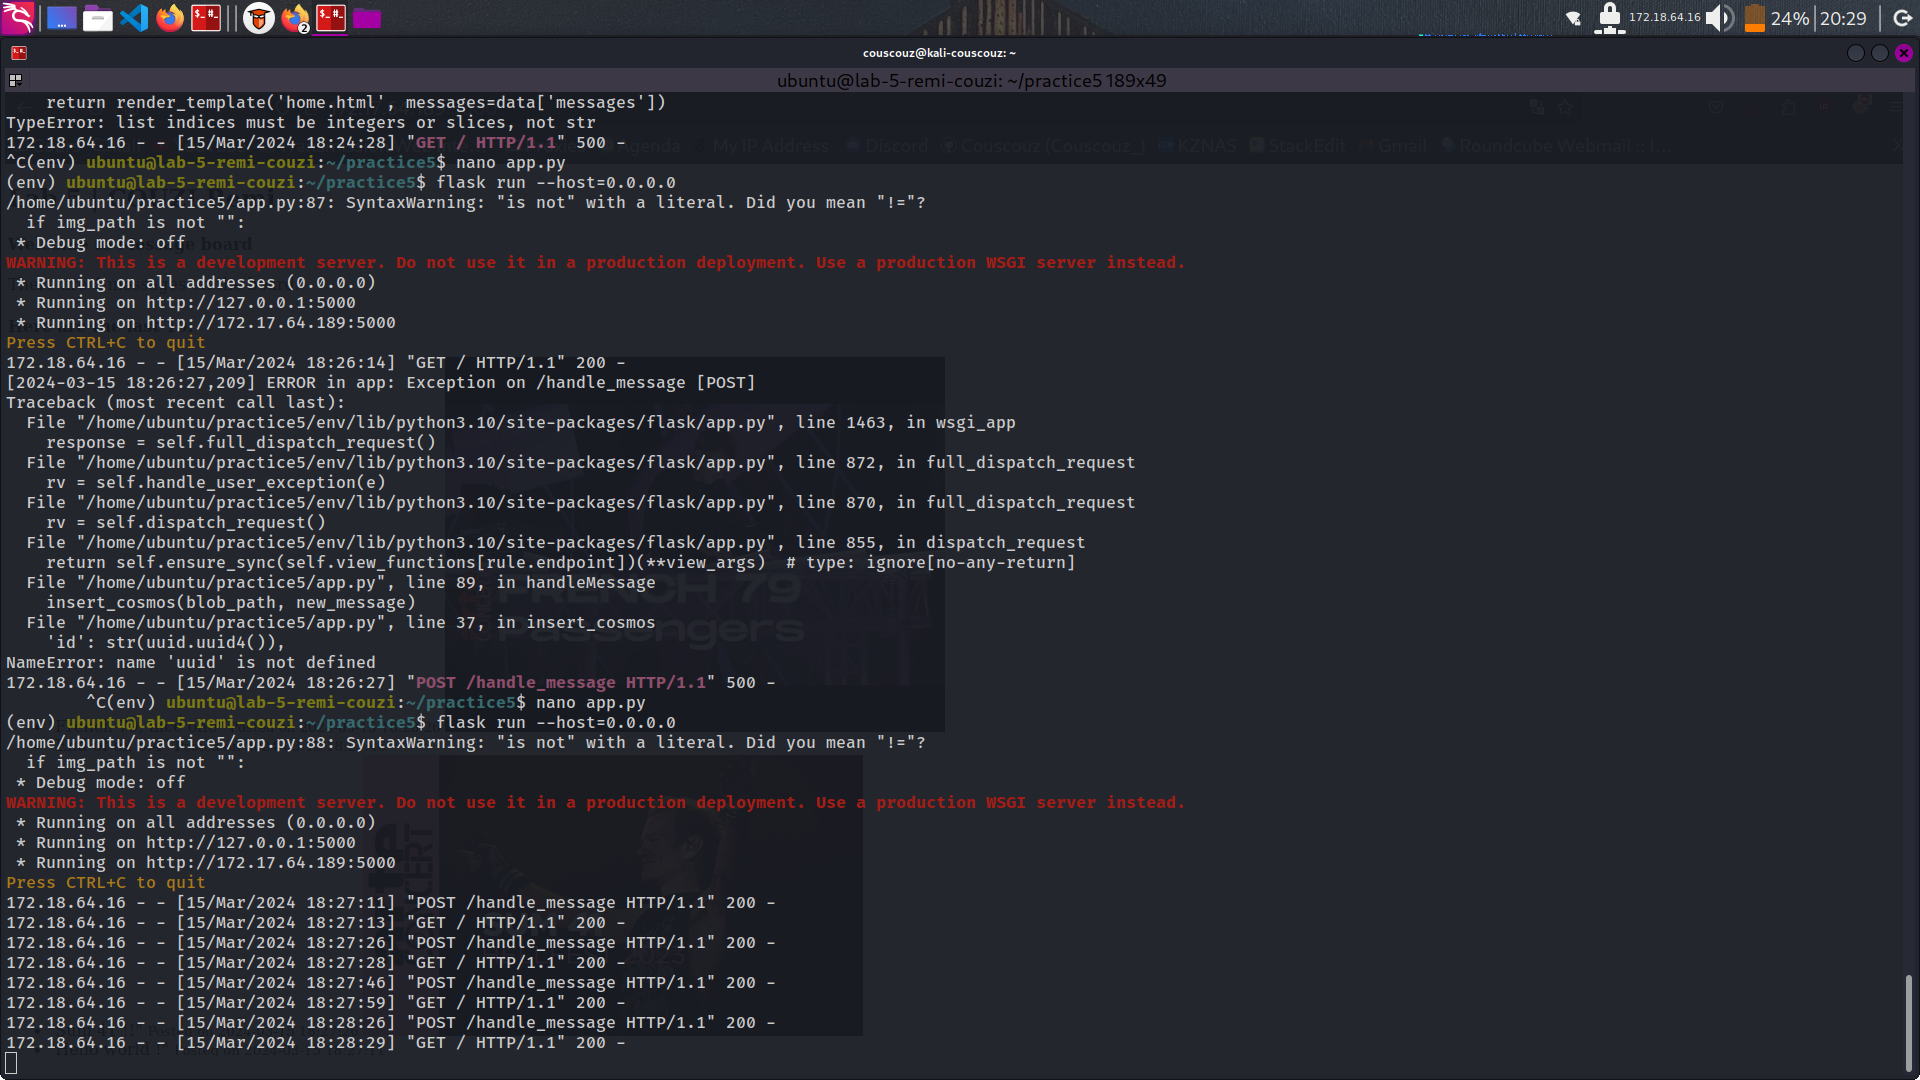 172.18.64.16
24%
20:29
couscouz@kali-couscouz: ~
ubuntu@lab-5-remi-couzi: ~/practice5 189x49
    return render_template('home.html', messages=data['messages'])
TypeError: list indices must be integers or slices, not str
172.18.64.16 - - [15/Mar/2024 18:24:28] "GET / HTTP/1.1" 500 -
^C(env) ubuntu@lab-5-remi-couzi:~/practice5$ nano app.py
(env) ubuntu@lab-5-remi-couzi:~/practice5$ flask run --host=0.0.0.0
/home/ubuntu/practice5/app.py:87: SyntaxWarning: "is not" with a literal. Did you mean "!="?
  if img_path is not "":
 * Debug mode: off
WARNING: This is a development server. Do not use it in a production deployment. Use a production WSGI server instead.
 * Running on all addresses (0.0.0.0)
 * Running on http://127.0.0.1:5000
 * Running on http://172.17.64.189:5000
Press CTRL+C to quit
172.18.64.16 - - [15/Mar/2024 18:26:14] "GET / HTTP/1.1" 200 -
[2024-03-15 18:26:27,209] ERROR in app: Exception on /handle_message [POST]
Traceback (most recent call last):
  File "/home/ubuntu/practice5/env/lib/python3.10/site-packages/flask/app.py", line 1463, in wsgi_app
    response = self.full_dispatch_request()
  File "/home/ubuntu/practice5/env/lib/python3.10/site-packages/flask/app.py", line 872, in full_dispatch_request
    rv = self.handle_user_exception(e)
  File "/home/ubuntu/practice5/env/lib/python3.10/site-packages/flask/app.py", line 870, in full_dispatch_request
    rv = self.dispatch_request()
  File "/home/ubuntu/practice5/env/lib/python3.10/site-packages/flask/app.py", line 855, in dispatch_request
    return self.ensure_sync(self.view_functions[rule.endpoint])(**view_args)  # type: ignore[no-any-return]
  File "/home/ubuntu/practice5/app.py", line 89, in handleMessage
    insert_cosmos(blob_path, new_message)
  File "/home/ubuntu/practice5/app.py", line 37, in insert_cosmos
    'id': str(uuid.uuid4()),
NameError: name 'uuid' is not defined
172.18.64.16 - - [15/Mar/2024 18:26:27] "POST /handle_message HTTP/1.1" 500 -
        ^C(env) ubuntu@lab-5-remi-couzi:~/practice5$ nano app.py
(env) ubuntu@lab-5-remi-couzi:~/practice5$ flask run --host=0.0.0.0
/home/ubuntu/practice5/app.py:88: SyntaxWarning: "is not" with a literal. Did you mean "!="?
  if img_path is not "":
 * Debug mode: off
WARNING: This is a development server. Do not use it in a production deployment. Use a production WSGI server instead.
 * Running on all addresses (0.0.0.0)
 * Running on http://127.0.0.1:5000
 * Running on http://172.17.64.189:5000
Press CTRL+C to quit
172.18.64.16 - - [15/Mar/2024 18:27:11] "POST /handle_message HTTP/1.1" 200 -
172.18.64.16 - - [15/Mar/2024 18:27:13] "GET / HTTP/1.1" 200 -
172.18.64.16 - - [15/Mar/2024 18:27:26] "POST /handle_message HTTP/1.1" 200 -
172.18.64.16 - - [15/Mar/2024 18:27:28] "GET / HTTP/1.1" 200 -
172.18.64.16 - - [15/Mar/2024 18:27:46] "POST /handle_message HTTP/1.1" 200 -
172.18.64.16 - - [15/Mar/2024 18:27:59] "GET / HTTP/1.1" 200 -
172.18.64.16 - - [15/Mar/2024 18:28:26] "POST /handle_message HTTP/1.1" 200 -
172.18.64.16 - - [15/Mar/2024 18:28:29] "GET / HTTP/1.1" 200 -
Agenda
My IP Address
Discord
Couscouz (Couscouz_)
KZNAS
StackEdit
Gmail
Roundcube Webmail :: I...
FRENCH 79
Passengers